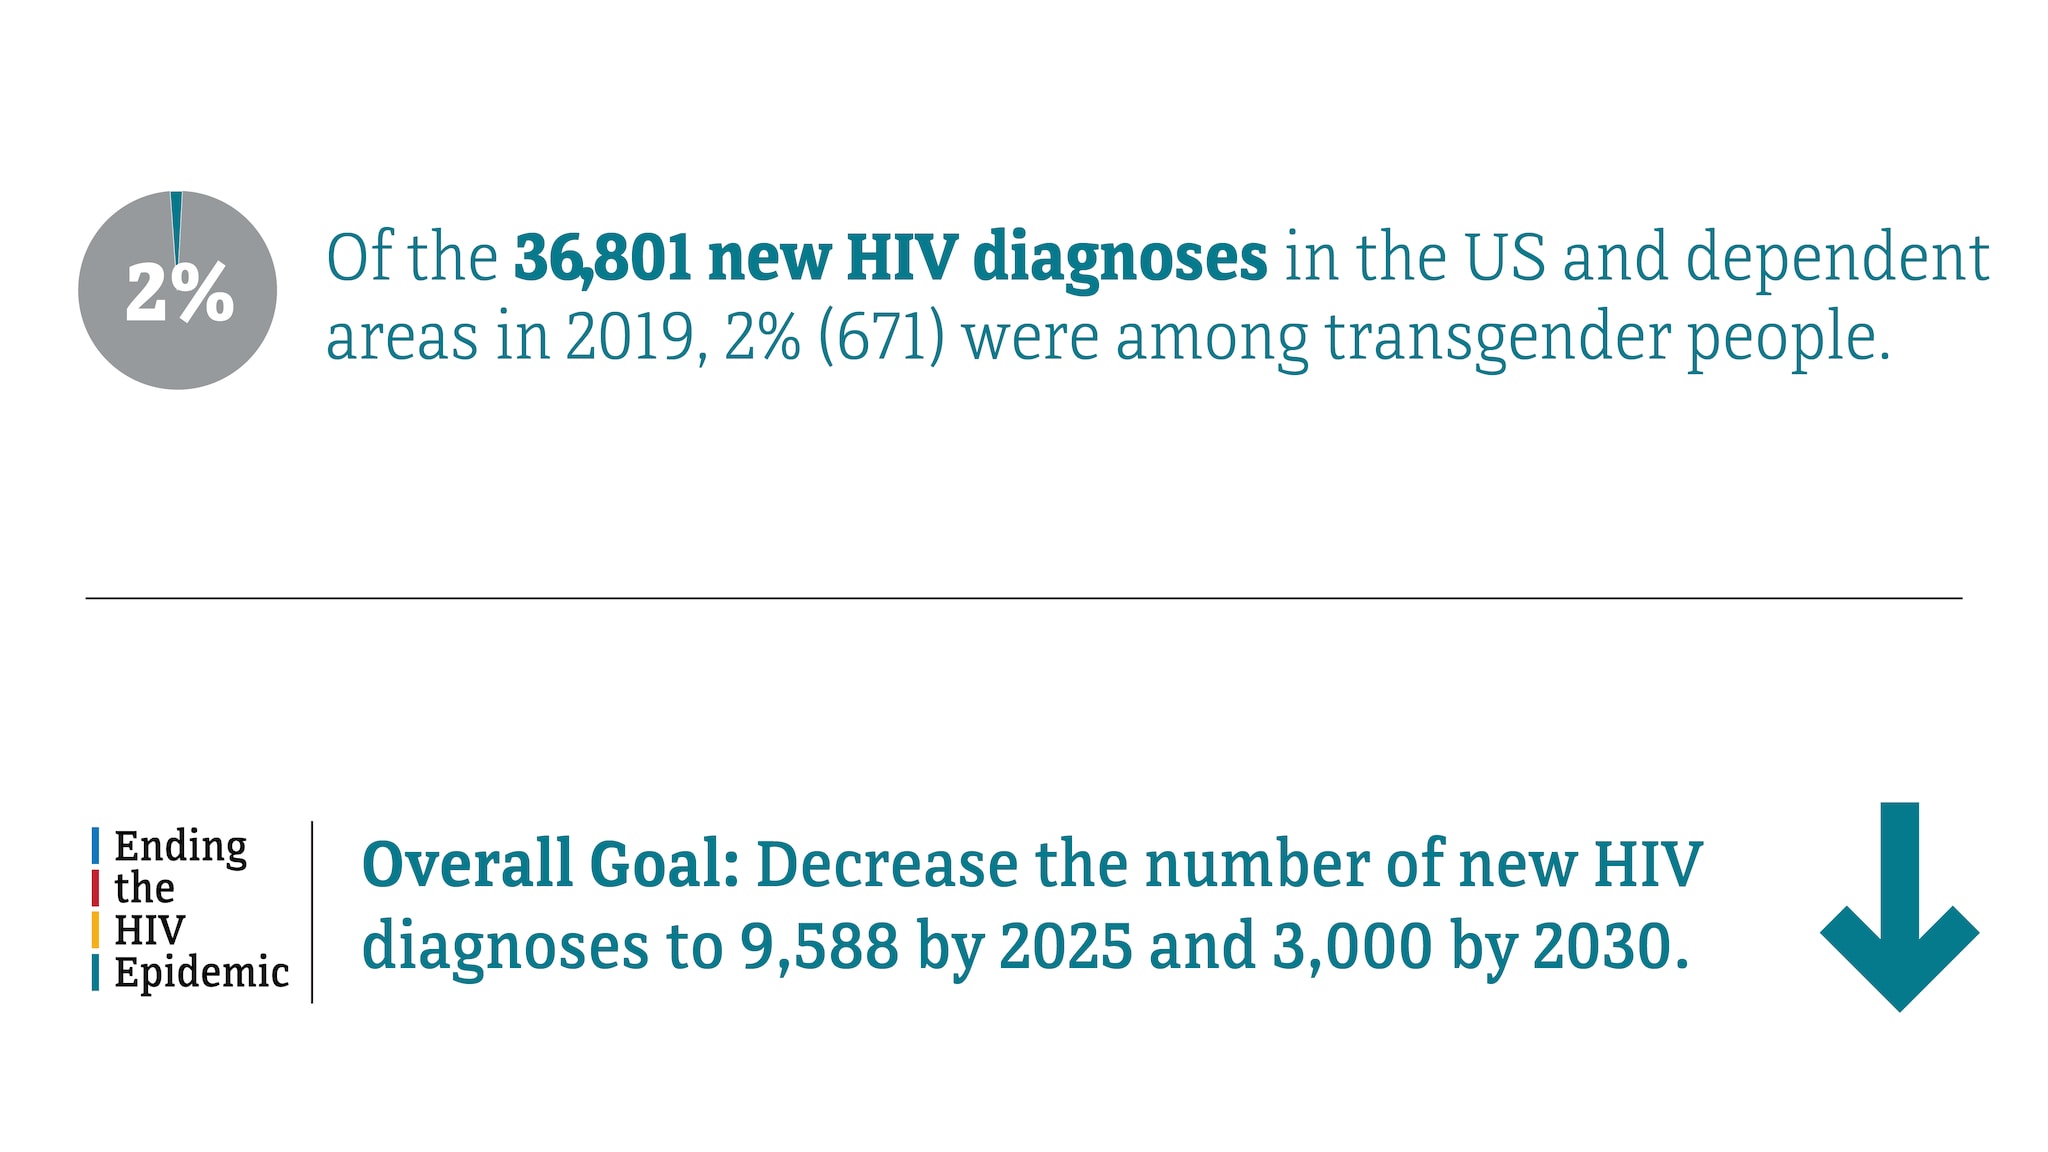 2%
Of the 36,801 new HIV diagnoses in the US and dependent
areas in 2019, 2% (671) were among transgender people.
Ending
the
HIV
Epidemic
Overall Goal: Decrease the number of new HIV
diagnoses to 9,588 by 2025 and 3,000 by 2030.